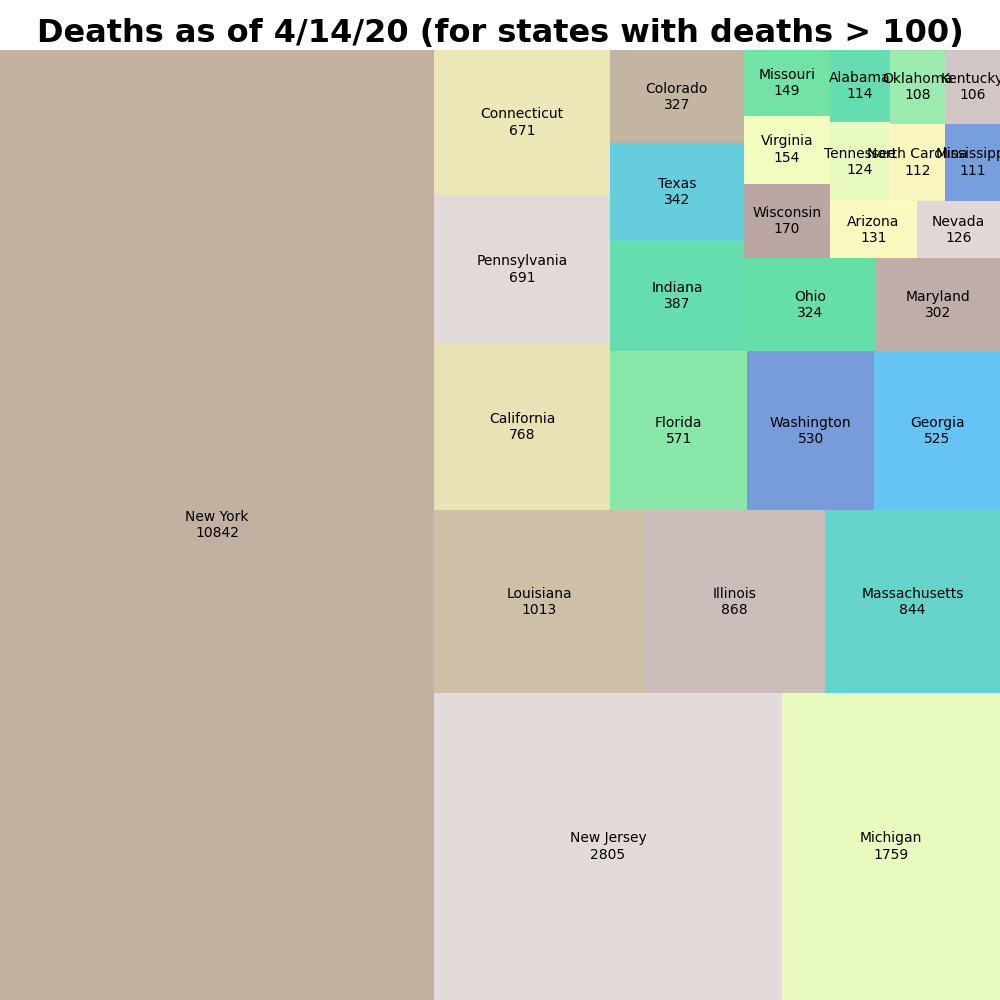 Deaths as of 4/14/20 (for states with deaths > 100)
New York
10842
Connecticut
671
Pennsylvania
691
California
768
Colorado
327
Texas
342
Indiana
387
Missouri
149
Virginia
154
Wisconsin
170
Alabama
114
Oklahoma
108
Kentucky
106
Tennessee
124
North Carolina
112
Mississippi
111
Arizona
131
Nevada
126
Ohio
324
Maryland
302
Florida
571
Washington
530
Georgia
525
Louisiana
1013
Illinois
868
Massachusetts
844
New Jersey
2805
Michigan
1759